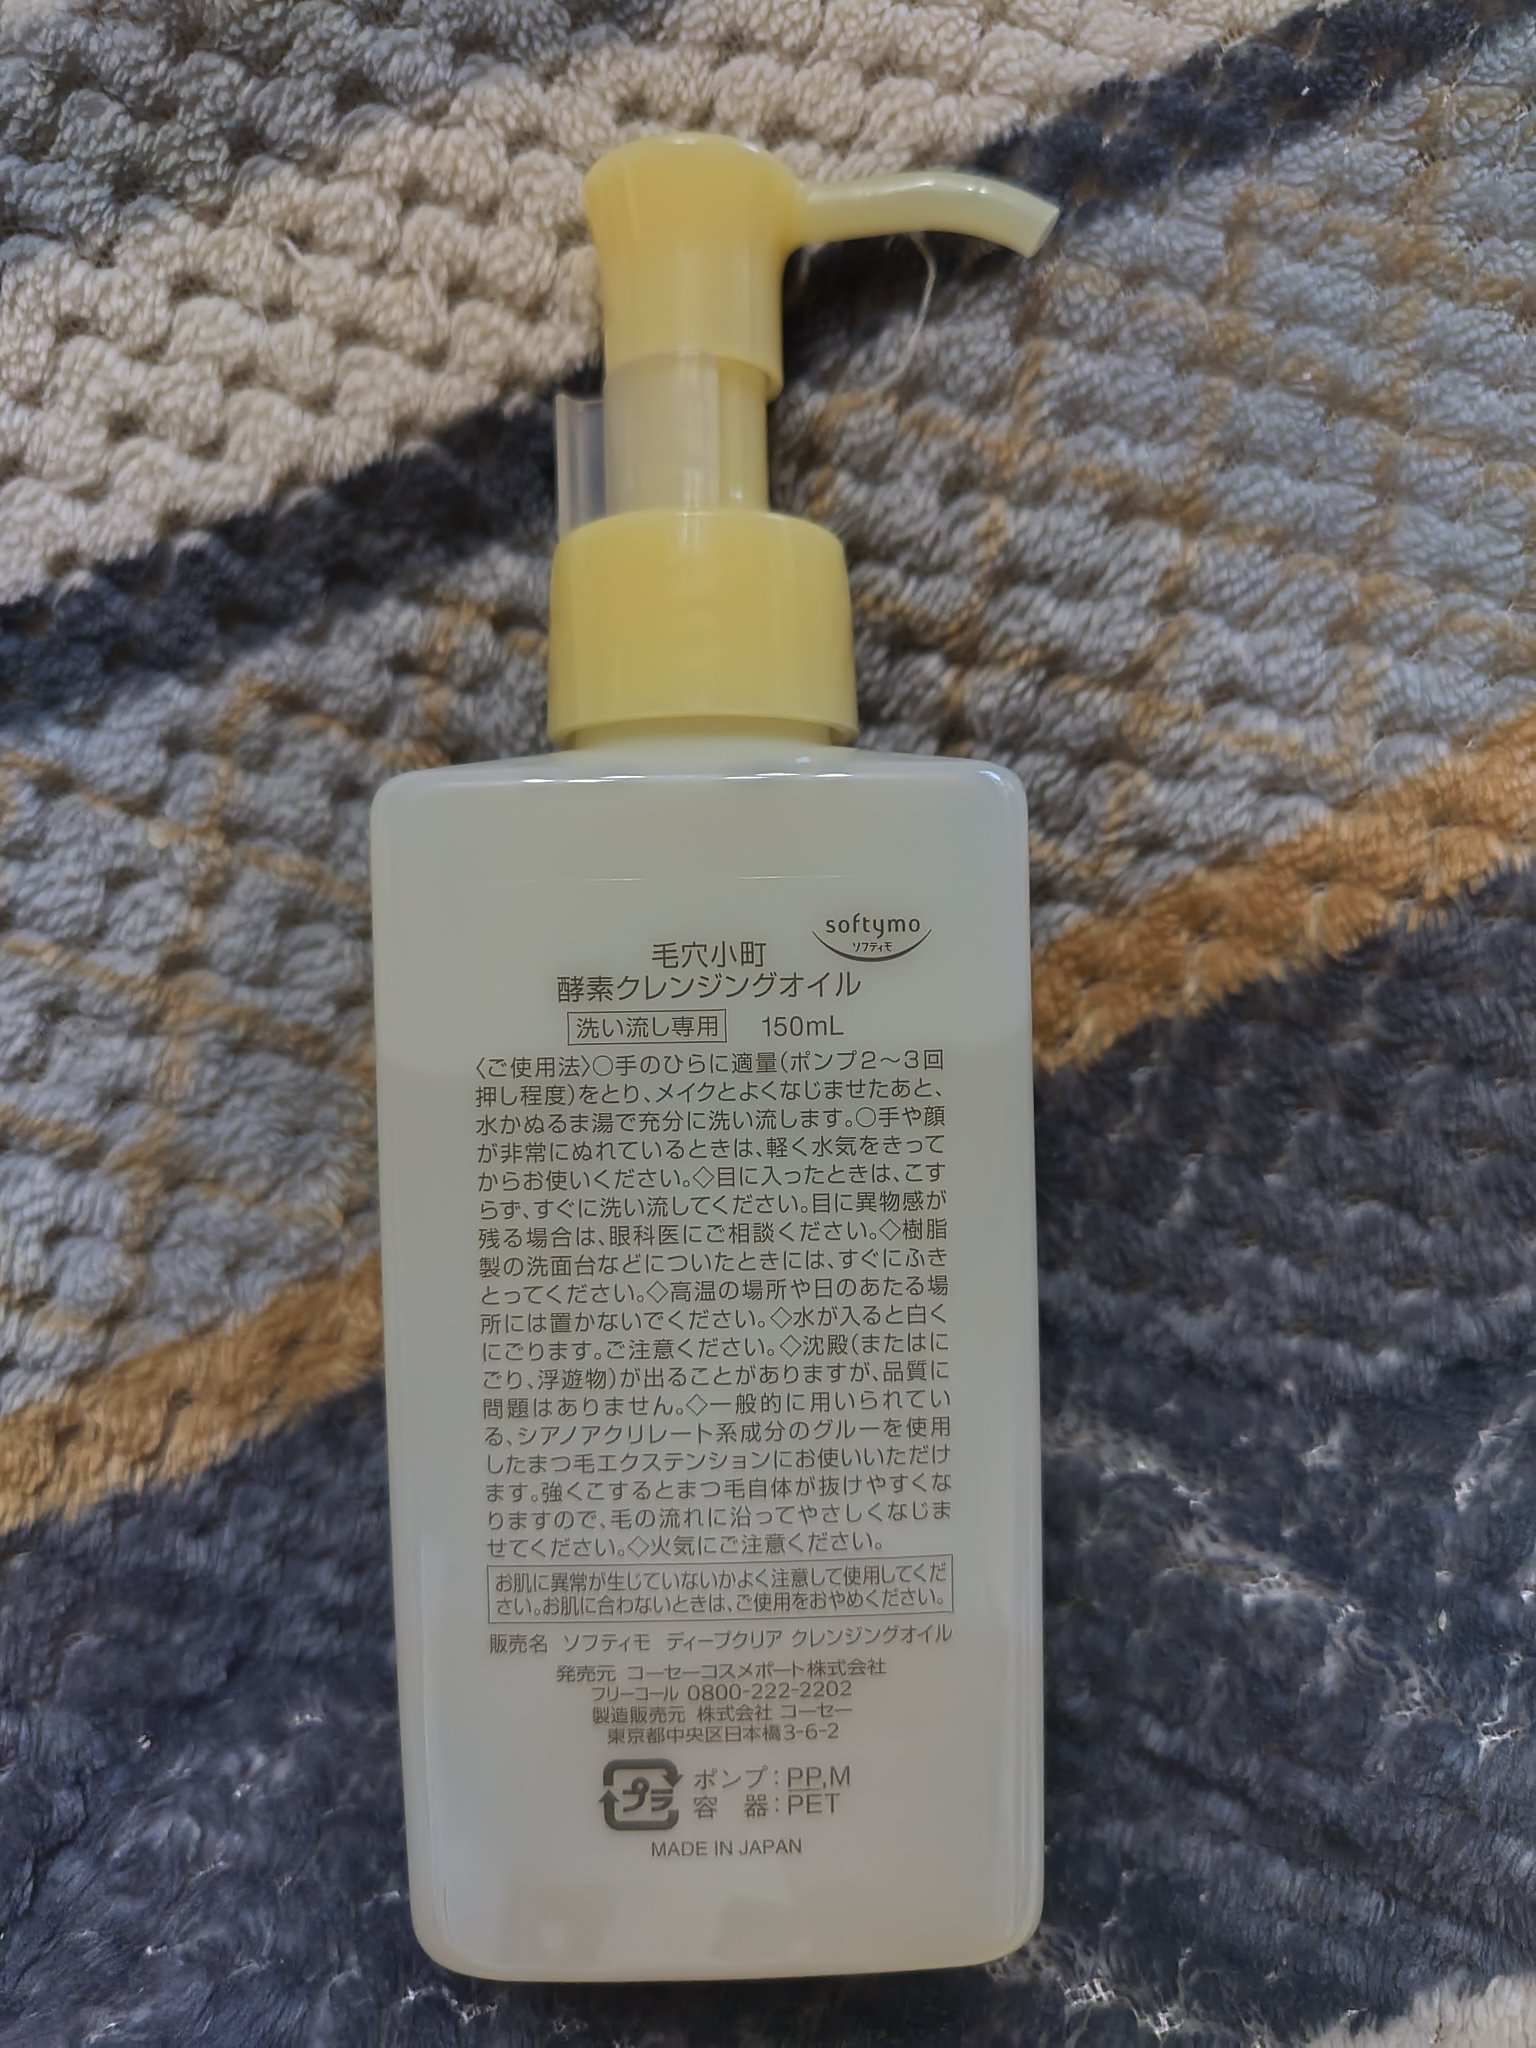 softymo
ソフティモ
毛穴小町
酵素クレンジングオイル
洗い流し専用 150mL
〈ご使用法〉○手のひらに適量(ポンプ2〜3回
押し程度)をとり、メイクとよくなじませたあと、
水かぬるま湯で充分に洗い流します。○手や顔
が非常にぬれているときは、軽く水気をきって
からお使いください。◇目に入ったときは、こす
らず、すぐに洗い流してください。目に異物感が
残る場合は、眼科医にご相談ください。◇樹脂
製の洗面台などについたときには、すぐにふき
とってください。◇高温の場所や日のあたる場
所には置かないでください。◇水が入ると白く
にごります。ご注意ください。◇沈殿(またはに
ごり、浮遊物)が出ることがありますが、品質に
問題はありません。◇一般的に用いられてい
る、シアノアクリレート系成分のグルーを使用
したまつ毛エクステンションにお使いいただけ
ます。強くこするとまつ毛自体が抜けやすくな
りますので、毛の流れに沿ってやさしくなじま
せてください。◇火気にご注意ください。
お肌に異常が生じていないかよく注意して使用してくだ
さい。お肌に合わないときは、ご使用をおやめください。
販売名 ソフティモ ディープクリア クレンジングオイル
発売元 コーセーコスメポート株式会社
フリーコール 0800-222-2202
製造販売元 株式会社 コーセー
東京都中央区日本橋3-6-2
プラ ポンプ:PP,M
容 器:PET
MADE IN JAPAN